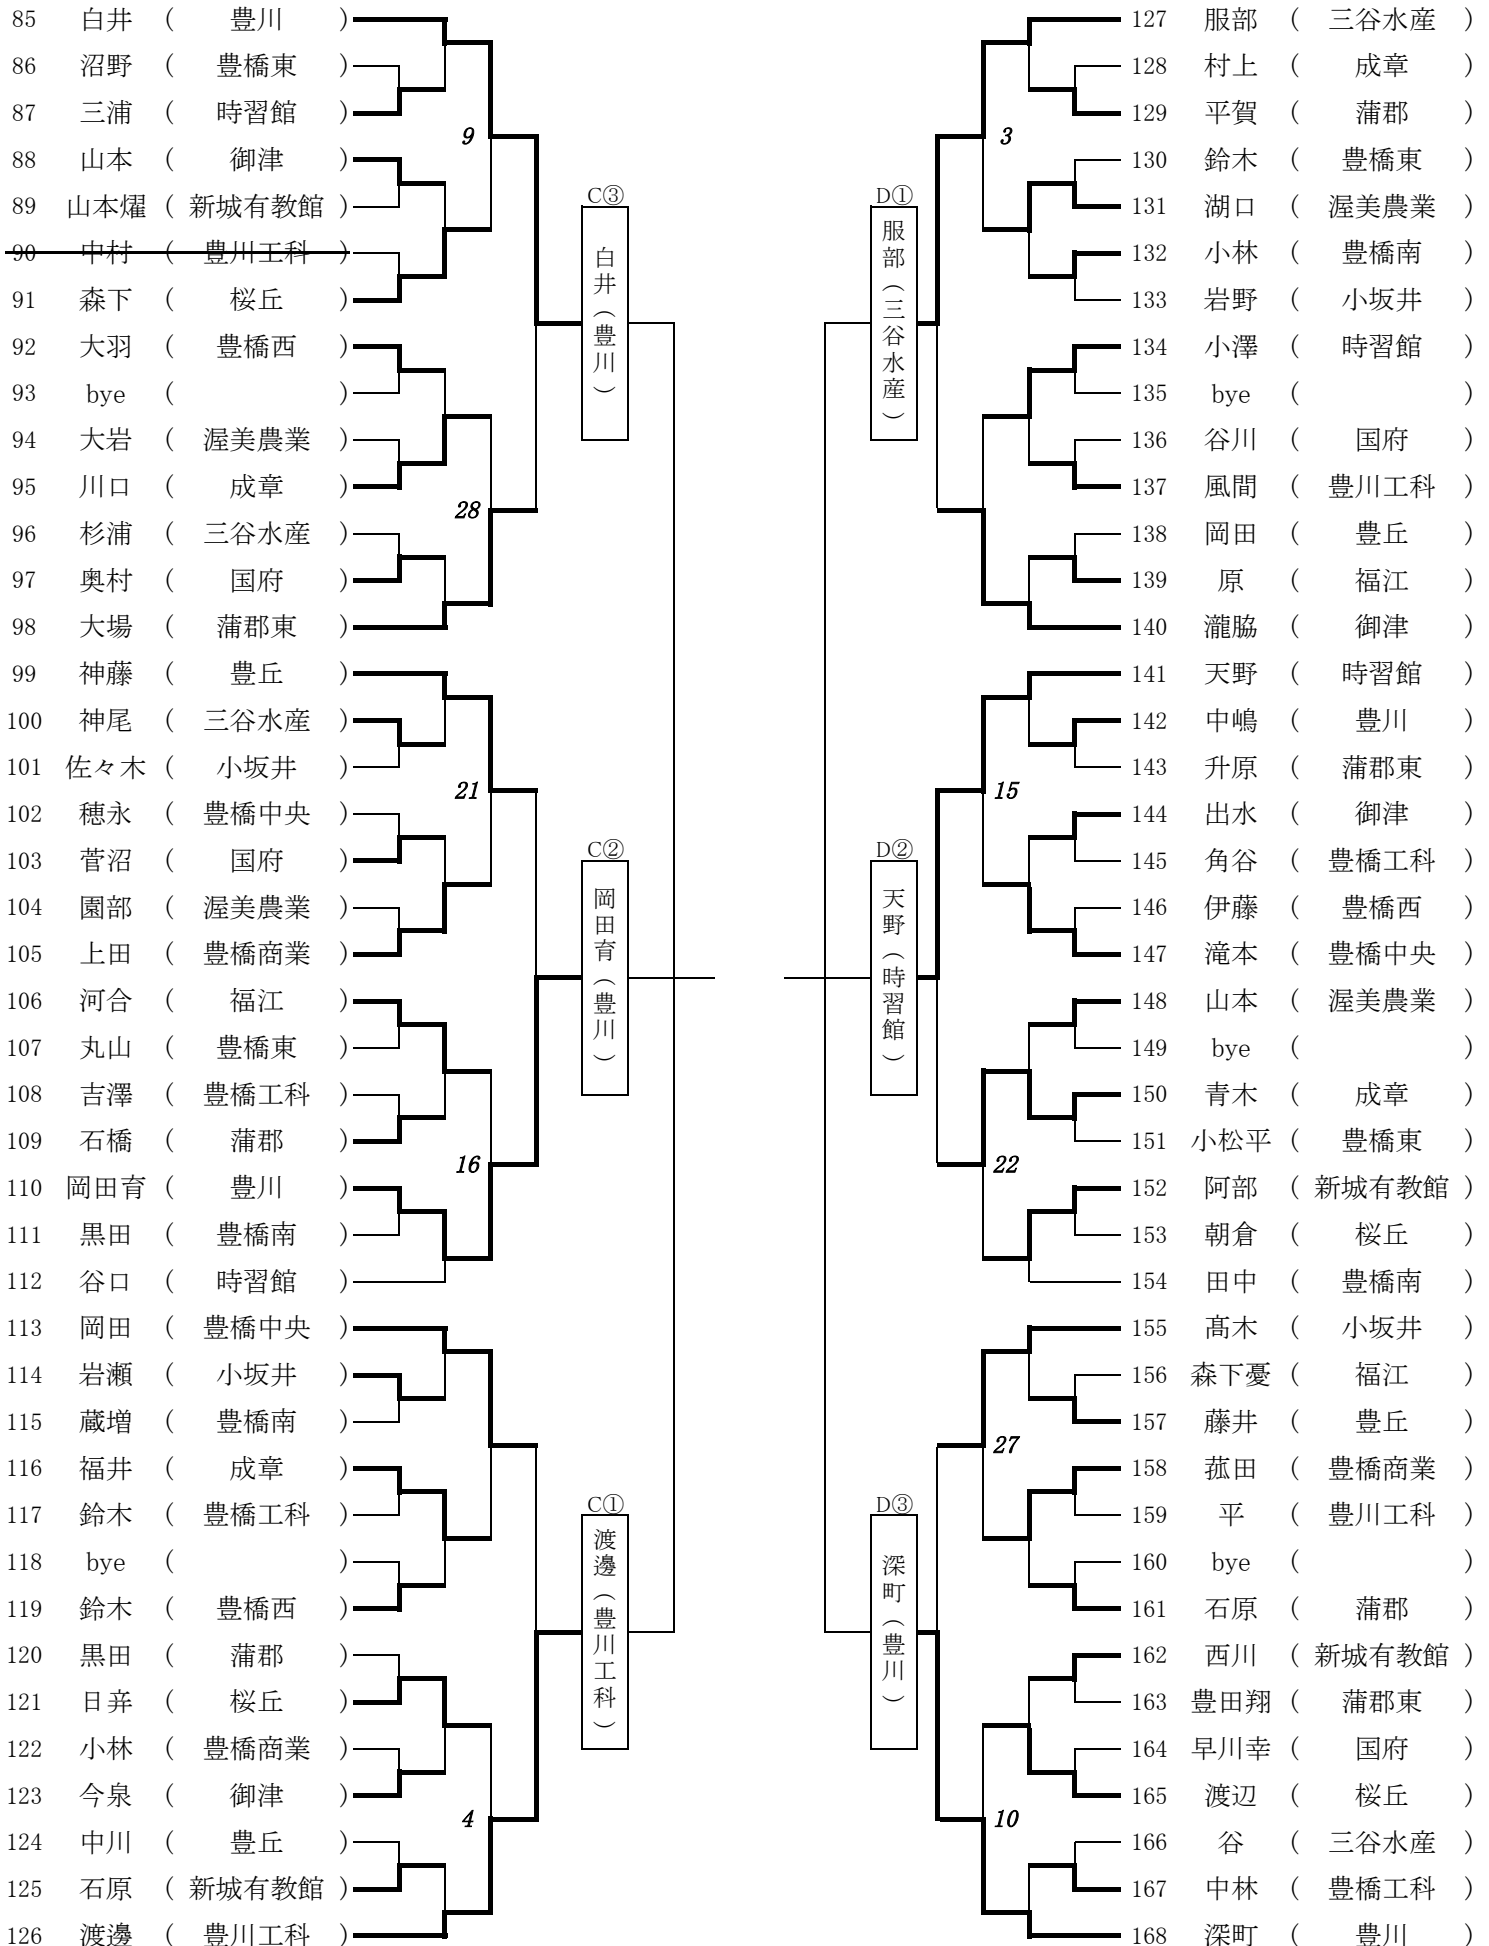 85 白井 ( 豊川 )
86 沼野 ( 豊橋東 )
87 三浦 ( 時習館 )
9
88 山本 ( 御津 )
89 山本燿 ( 新城有教館 )
90 中村 ( 豊川工科 )
91 森下 ( 桜丘 )
92 大羽 ( 豊橋西 )
93 bye ( )
94 大岩 ( 渥美農業 )
95 川口 ( 成章 )
28
96 杉浦 ( 三谷水産 )
97 奥村 ( 国府 )
98 大場 ( 蒲郡東 )
C③
白井(豊川)
99 神藤 ( 豊丘 )
100 神尾 ( 三谷水産 )
101 佐々木 ( 小坂井 )
21
102 穂永 ( 豊橋中央 )
103 菅沼 ( 国府 )
104 園部 ( 渥美農業 )
105 上田 ( 豊橋商業 )
106 河合 ( 福江 )
107 丸山 ( 豊橋東 )
108 吉澤 ( 豊橋工科 )
109 石橋 ( 蒲郡 )
16
110 岡田育 ( 豊川 )
111 黒田 ( 豊橋南 )
112 谷口 ( 時習館 )
C②
岡田育(豊川)
113 岡田 ( 豊橋中央 )
114 岩瀬 ( 小坂井 )
115 蔵増 ( 豊橋南 )
116 福井 ( 成章 )
117 鈴木 ( 豊橋工科 )
118 bye ( )
119 鈴木 ( 豊橋西 )
120 黒田 ( 蒲郡 )
121 日弁 ( 桜丘 )
122 小林 ( 豊橋商業 )
123 今泉 ( 御津 )
4
124 中川 ( 豊丘 )
125 石原 ( 新城有教館 )
126 渡邊 ( 豊川工科 )
C①
渡邊(豊川工科)
127 服部 ( 三谷水産 )
128 村上 ( 成章 )
129 平賀 ( 蒲郡 )
3
130 鈴木 ( 豊橋東 )
131 湖口 ( 渥美農業 )
132 小林 ( 豊橋南 )
133 岩野 ( 小坂井 )
134 小澤 ( 時習館 )
135 bye ( )
136 谷川 ( 国府 )
137 風間 ( 豊川工科 )
138 岡田 ( 豊丘 )
139 原 ( 福江 )
140 瀧脇 ( 御津 )
D①
服部(三谷水産)
141 天野 ( 時習館 )
142 中嶋 ( 豊川 )
143 升原 ( 蒲郡東 )
15
144 出水 ( 御津 )
145 角谷 ( 豊橋工科 )
146 伊藤 ( 豊橋西 )
147 滝本 ( 豊橋中央 )
148 山本 ( 渥美農業 )
149 bye ( )
150 青木 ( 成章 )
151 小松平 ( 豊橋東 )
22
152 阿部 ( 新城有教館 )
153 朝倉 ( 桜丘 )
154 田中 ( 豊橋南 )
D②
天野(時習館)
155 髙木 ( 小坂井 )
156 森下憂 ( 福江 )
157 藤井 ( 豊丘 )
27
158 菰田 ( 豊橋商業 )
159 平 ( 豊川工科 )
160 bye ( )
161 石原 ( 蒲郡 )
162 西川 ( 新城有教館 )
163 豊田翔 ( 蒲郡東 )
164 早川幸 ( 国府 )
165 渡辺 ( 桜丘 )
10
166 谷 ( 三谷水産 )
167 中林 ( 豊橋工科 )
168 深町 ( 豊川 )
D③
深町(豊川)